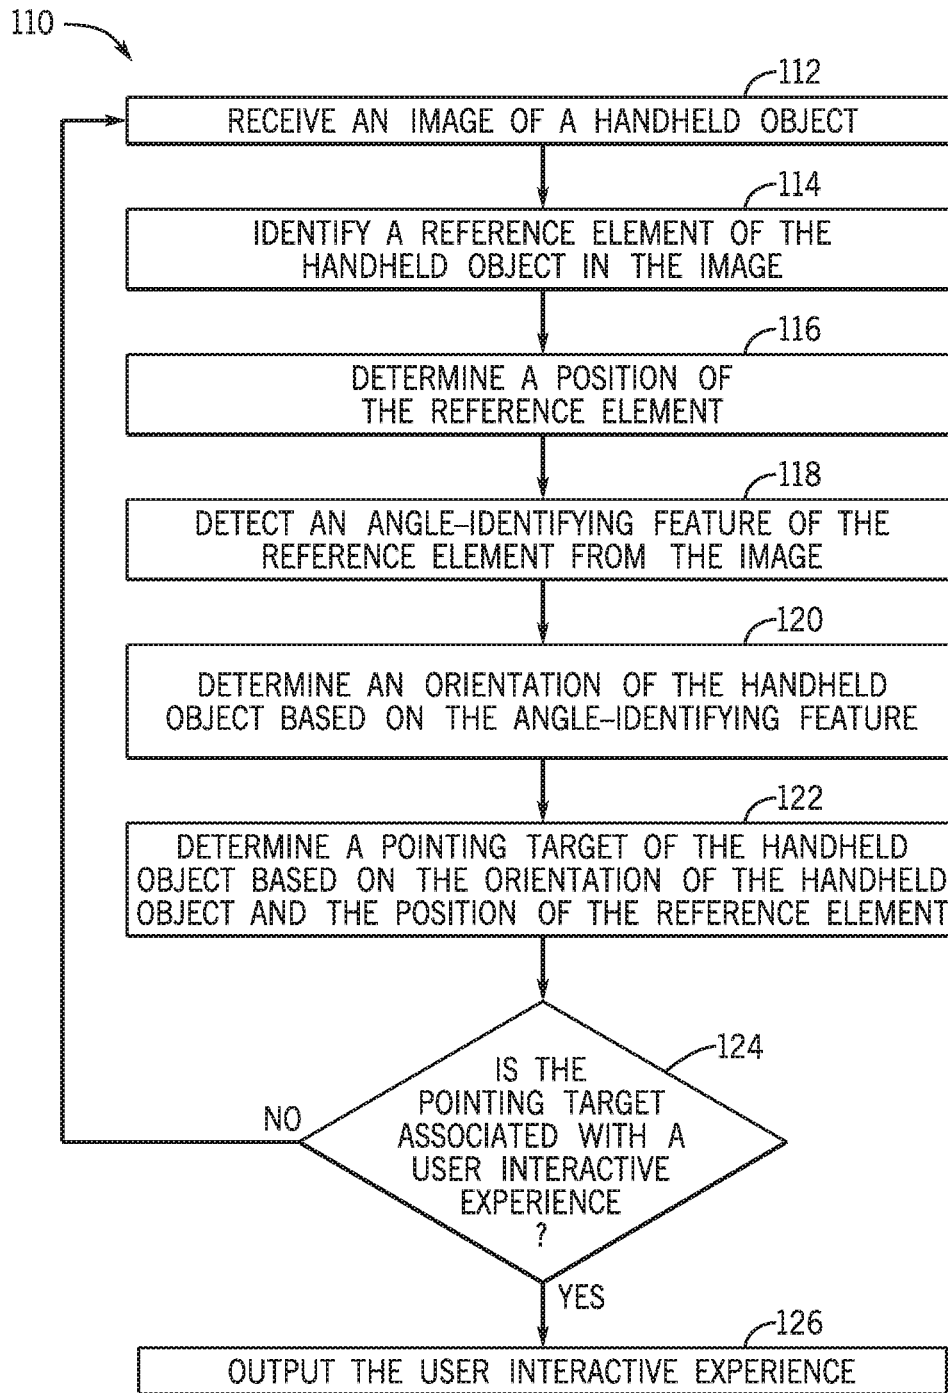 110
112
RECEIVE AN IMAGE OF A HANDHELD OBJECT
114
IDENTIFY A REFERENCE ELEMENT OF THE
HANDHELD OBJECT IN THE IMAGE
116
DETERMINE A POSITION OF
THE REFERENCE ELEMENT
118
DETECT AN ANGLE–IDENTIFYING FEATURE OF THE
REFERENCE ELEMENT FROM THE IMAGE
120
DETERMINE AN ORIENTATION OF THE HANDHELD
OBJECT BASED ON THE ANGLE–IDENTIFYING FEATURE
122
DETERMINE A POINTING TARGET OF THE HANDHELD
OBJECT BASED ON THE ORIENTATION OF THE HANDHELD
OBJECT AND THE POSITION OF THE REFERENCE ELEMENT
124
IS THE
POINTING TARGET
ASSOCIATED WITH A
USER INTERACTIVE
EXPERIENCE
?
NO
YES
126
OUTPUT THE USER INTERACTIVE EXPERIENCE